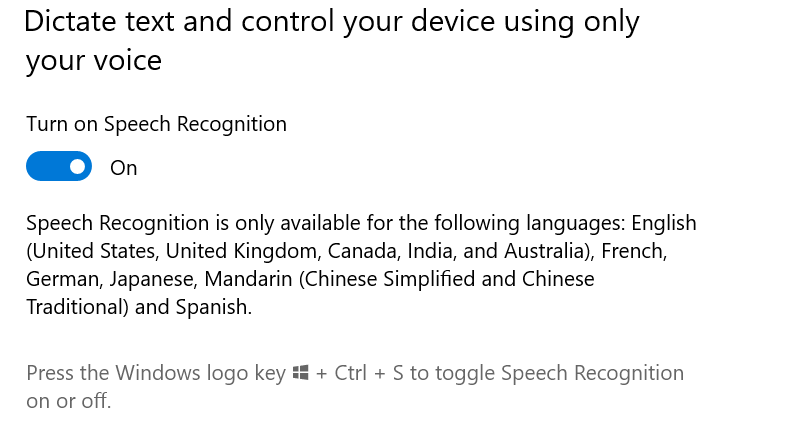 Dictate text and control your device using only
your voice
Turn on Speech Recognition
On
Speech Recognition is only available for the following languages: English
(United States, United Kingdom, Canada, India, and Australia), French,
German, Japanese, Mandarin (Chinese Simplified and Chinese
Traditional) and Spanish.
Press the Windows logo key + Ctrl + S to toggle Speech Recognition
on or off.